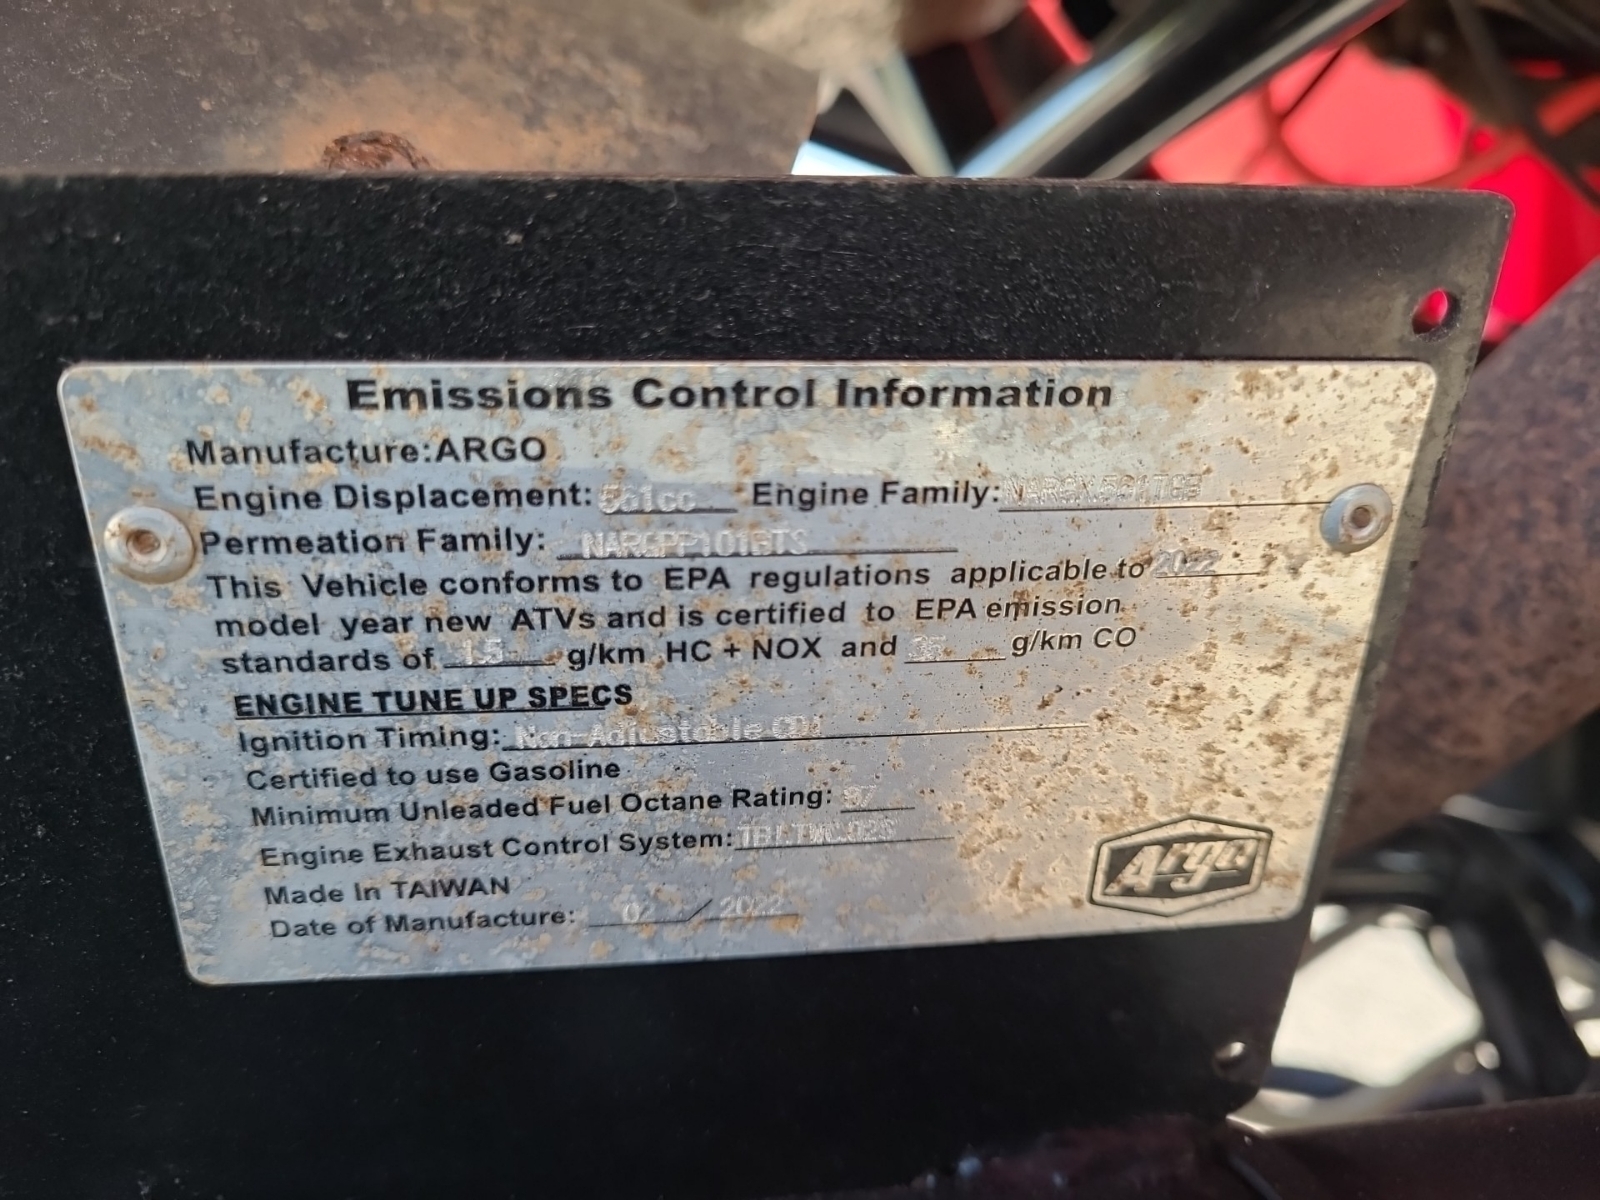 Emissions Control Information
Manufacture:ARGO
Engine Displacement: 561cc Engine Family:
Permeation Family:
This Vehicle conforms to EPA regulations applicable to 2022
model year new ATVs and is certified to EPA emission
standards of 1.5 g/km HC + NOX and g/km CO
ENGINE TUNE UP SPECS
Ignition Timing: Non-Adjustable CDI
Certified to use Gasoline
Minimum Unleaded Fuel Octane Rating: 87
Engine Exhaust Control System:
Made In TAIWAN
Date of Manufacture: 02 / 2022
Argo